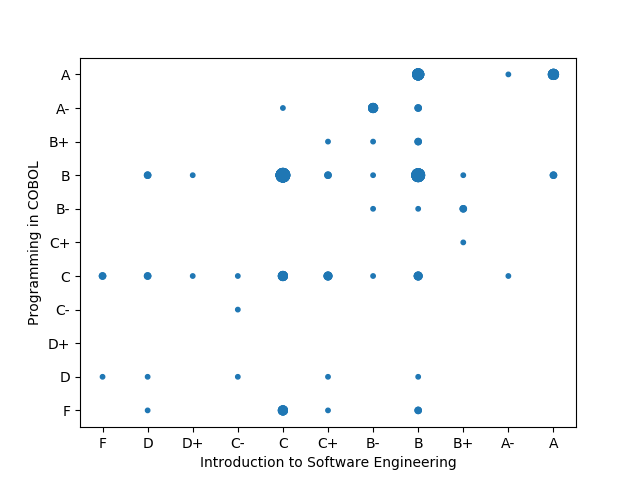 A
A-
B+
B
B-
C+
C
C-
D+
D
F
Programming in COBOL
F D D+ C- C C+ B- B B+ A- A
Introduction to Software Engineering